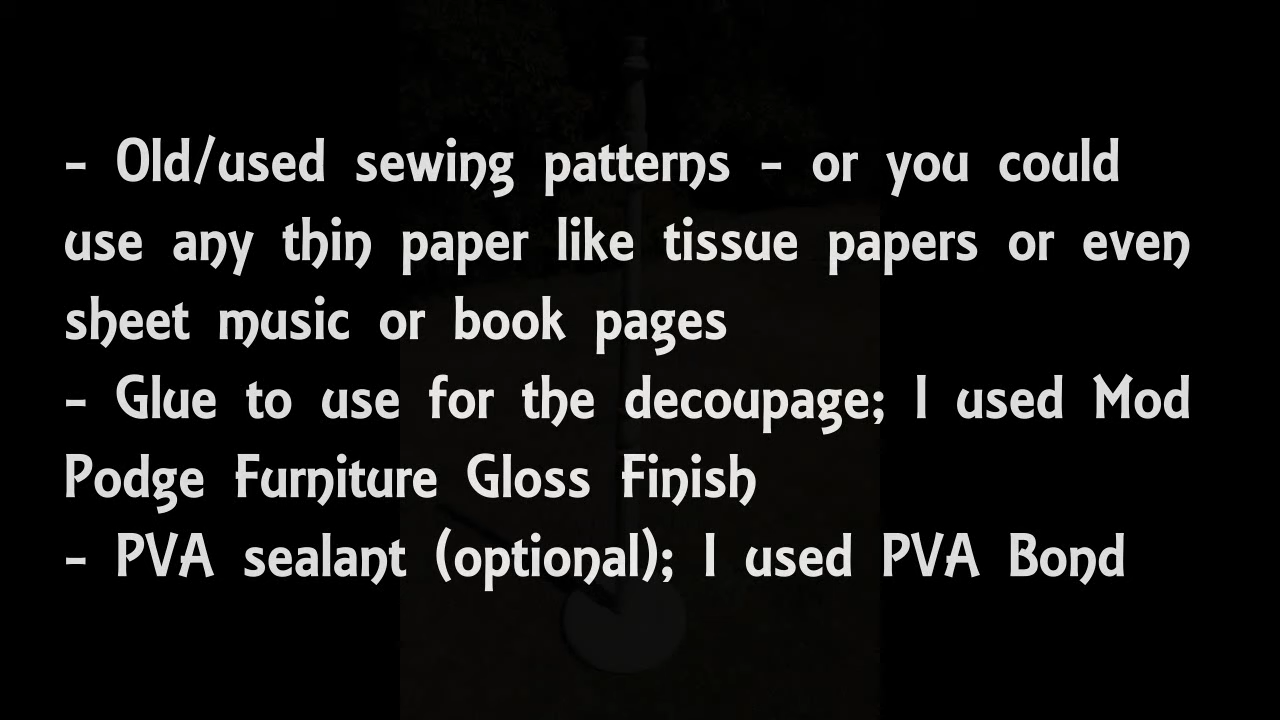 - Old/used sewing patterns - or you could
use any thin paper like tissue papers or even
sheet music or book pages
- Glue to use for the decoupage; I used Mod
Podge Furniture Gloss Finish
- PVA sealant (optional); I used PVA Bond